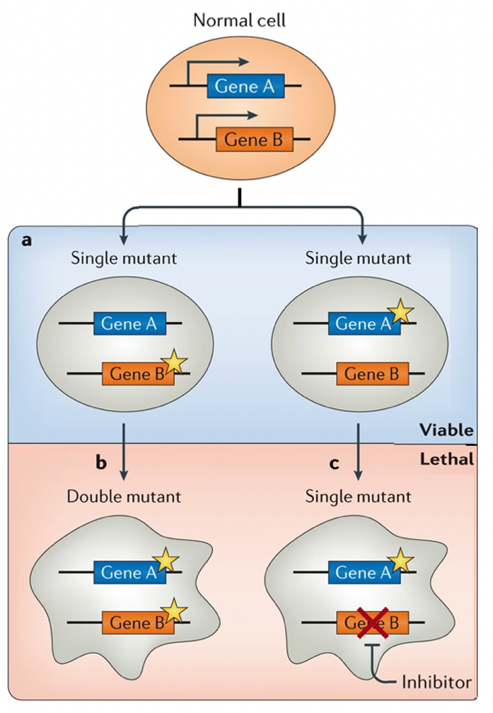 Normal cell
Gene A
Gene B
a
Single mutant
Single mutant
Gene A
Gene A
Gene B
Gene B
Viable
Lethal
b
c
Double mutant
Single mutant
Gene A
Gene A
Gene B
Gene B
Inhibitor